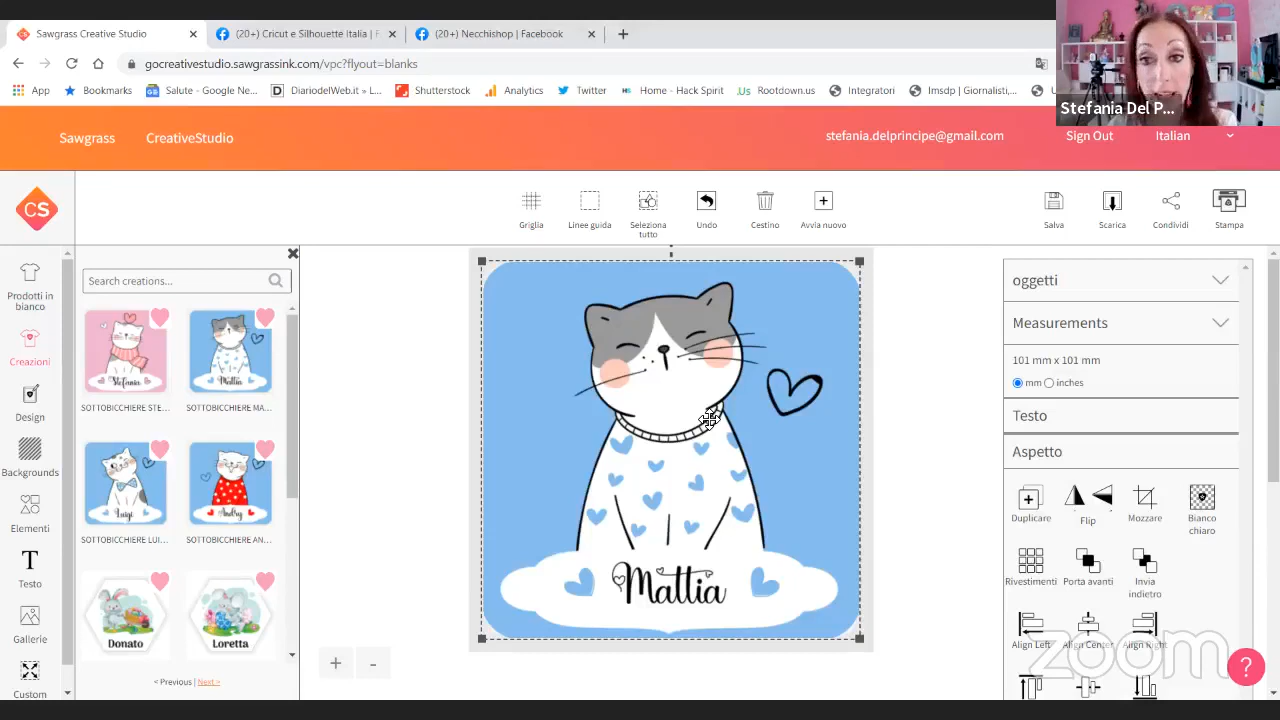 Sawgrass Creative Studio
(20+) Cricut e Silhouette Italia | F
(20+) Necchishop | Facebook
gocreativestudio.sawgrassink.com/vpc?flyout=blanks
App
Bookmarks
Salute - Google Ne...
DiariodelWeb.it » L...
Shutterstock
Analytics
Twitter
Home - Hack Spirit
Rootdown.us
Integratori
Imsdp | Giornalisti,...
Stefania Del P...
Sawgrass
CreativeStudio
stefania.delprincipe@gmail.com
Sign Out
Italian
CS
Griglia
Linee guida
Seleziona tutto
Undo
Cestino
Avvia nuovo
Salva
Scarica
Condividi
Stampa
Prodotti in bianco
Creazioni
Design
Backgrounds
Elementi
Testo
Gallerie
Custom
Search creations...
Stefania
Mattia
SOTTOBICCHIERE STE...
SOTTOBICCHIERE MA...
Luigi
Andry
SOTTOBICCHIERE LUI...
SOTTOBICCHIERE AN...
Donato
Loretta
< Previous | Next >
Mattia
+
-
oggetti
Measurements
101 mm x 101 mm
mm
inches
Testo
Aspetto
Duplicare
Flip
Mozzare
Bianco chiaro
Rivestimenti
Porta avanti
Invia indietro
Align Left
Align Center
Align Right
zoom
?